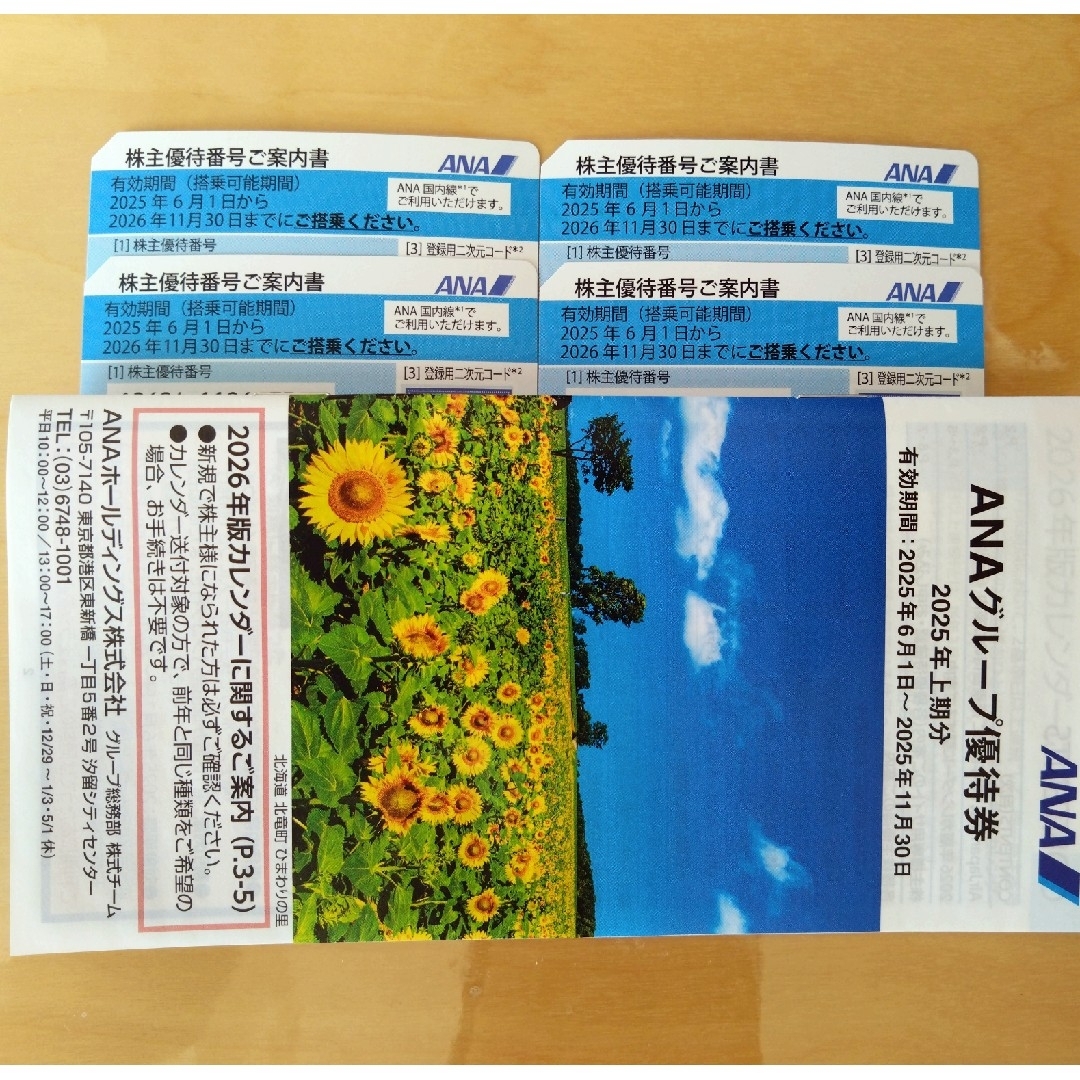 株主優待番号ご案内書
ANA
有効期間（搭乗可能期間）
2025年6月1日から
2026年11月30日までにご搭乗ください。
ANA国内線*1で
ご利用いただけます。
[1] 株主優待番号
[3] 登録用二次元コード*2
株主優待番号ご案内書
ANA
有効期間（搭乗可能期間）
2025年6月1日から
2026年11月30日までにご搭乗ください。
ANA国内線*1で
ご利用いただけます。
[1] 株主優待番号
[3] 登録用二次元コード*2
株主優待番号ご案内書
ANA
有効期間（搭乗可能期間）
2025年6月1日から
2026年11月30日までにご搭乗ください。
ANA国内線*1で
ご利用いただけます。
[1] 株主優待番号
[3] 登録用二次元コード*2
株主優待番号ご案内書
ANA
有効期間（搭乗可能期間）
2025年6月1日から
2026年11月30日までにご搭乗ください。
ANA国内線*1で
ご利用いただけます。
[1] 株主優待番号
[3] 登録用二次元コード*2
ANA
ANAグループ優待券
2025年上期分
有効期間：2025年6月1日～2025年11月30日
北海道 北竜町 ひまわりの里
2026年版カレンダーに関するご案内（P.3-5）
●新規で株主様になられた方は必ずご確認ください。
●カレンダー送付対象の方で、前年と同じ種類をご希望の
場合、お手続きは不要です。
ANAホールディングス株式会社 グループ総務部 株式チーム
〒105-7140 東京都港区東新橋一丁目5番2号 汐留シティセンター
TEL：(03)6748-1001
平日10:00～12:00／13:00～17:00（土・日・祝・12/29～1/3・5/1休）